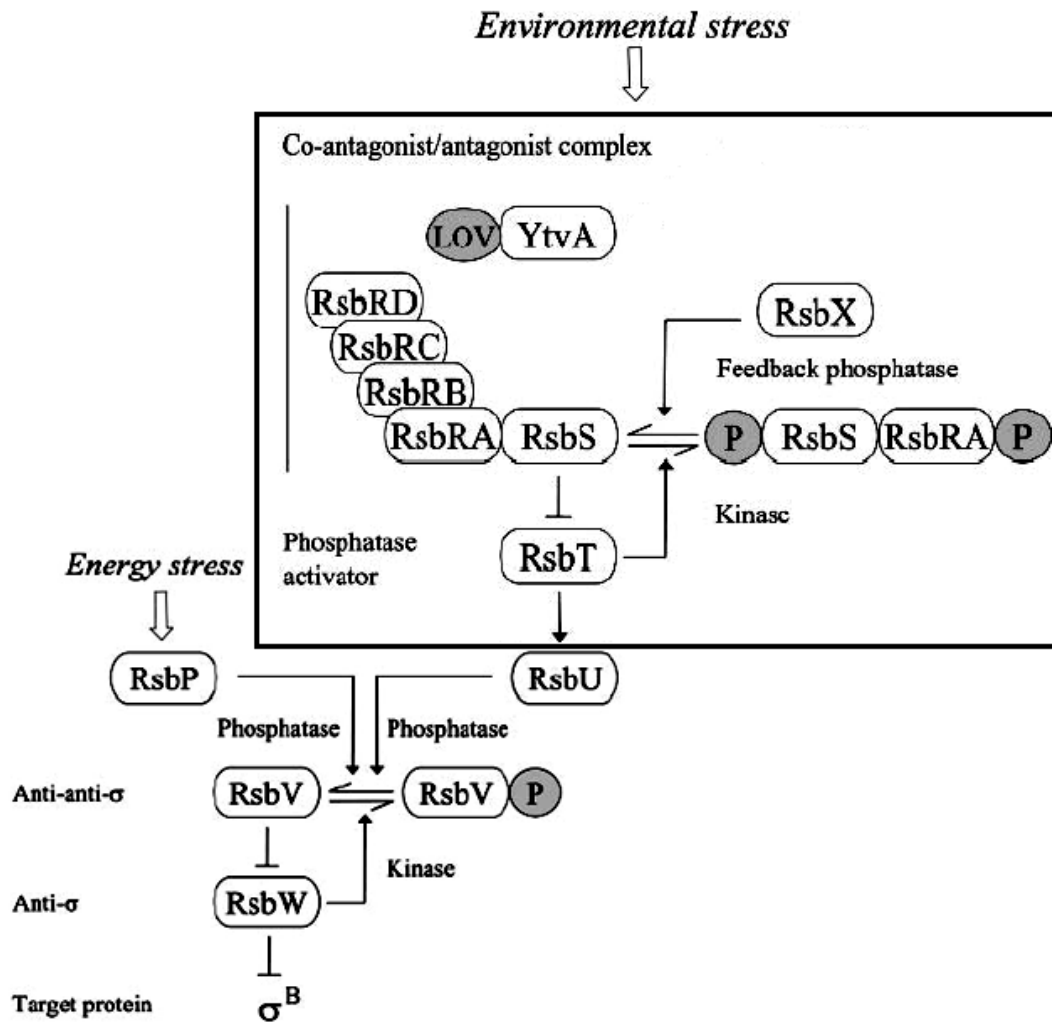 Environmental stress
Co-antagonist/antagonist complex
LOV YtvA
RsbRD
RsbX
RsbRC
Feedback phosphatase
RsbRB
RsbRA RsbS P RsbS RsbRA P
Kinase
Phosphatase
activator
RsbT
Energy stress
RsbP RsbU
Phosphatase Phosphatase
Anti-anti-σ RsbV RsbV P
Kinase
Anti-σ RsbW
Target protein σB